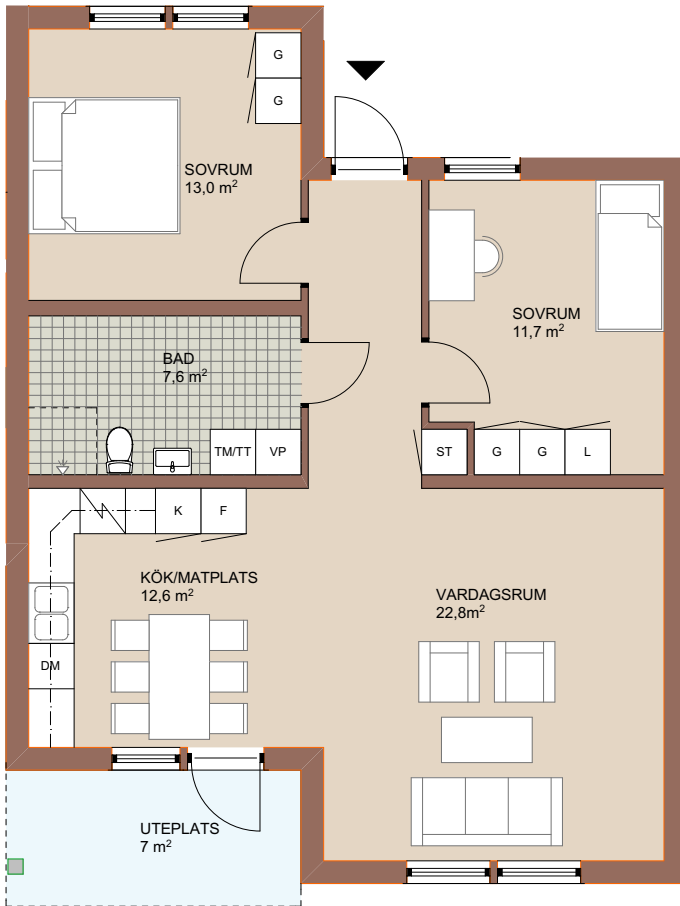 G
G
SOVRUM
13,0 m²
SOVRUM
11,7 m²
BAD
7,6 m²
TM/TT
VP
ST
G
G
L
K
F
KÖK/MATPLATS
12,6 m²
VARDAGSRUM
22,8m²
DM
UTEPLATS
7 m²